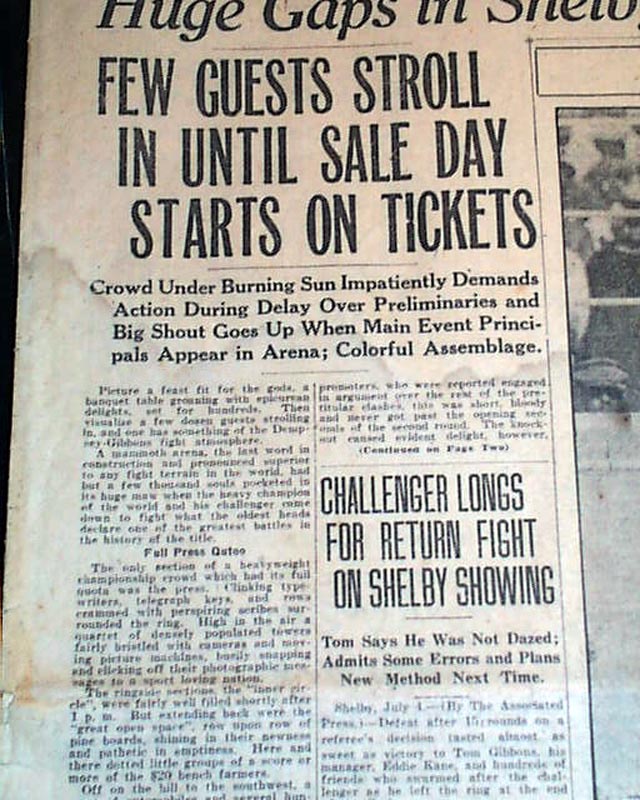 Huge Gaps in Shelb
FEW GUESTS STROLL
IN UNTIL SALE DAY
STARTS ON TICKETS
Crowd Under Burning Sun Impatiently Demands
Action During Delay Over Preliminaries and
Big Shout Goes Up When Main Event Princi-
pals Appear in Arena; Colorful Assemblage.
Picture a feast fit for the gods, a
banquet table groaning with epicurean
delights, set for hundreds. Then
visualize a few dozen guests strolling
in, and one has something of the Demp-
sey-Gibbons fight atmosphere.
A mammoth arena, the last word in
construction and pronounced superior
to any fight terrain in the world, had
but a few thousand souls pocketed in
its huge maw when the heavy champion
of the world and his challenger came
down to fight what the oldest heads
declare one of the greatest battles in
the history of the title.
Full Press Quota
The only section of a heavyweight
championship crowd which had its full
quota was the press. Clinking type-
writers, telegraph keys, and rows
crammed with perspiring scribes sur-
rounded the ring. High in the air a
quartet of densely populated towers
fairly bristled with cameras and mov-
ing picture machines, busily snapping
and clicking off their photographic mes-
sages to a sport loving nation.
The ringside sections, the "inner cir-
cle", were fairly well filled shortly after
1 p. m. But extending back were the
"great open space", row upon row of
pine boards, shining in their newness
and pathetic in emptiness. Here and
there dotted little groups of a score or
more of the $20 bench farmers.
Off on the hill to the southwest, a
of automobiles and several hun-
promoters, who were reported engaged
in argument over the rest of the pre-
titular clashes, this was short, bloody
and never got past the opening sec-
onds of the second round. The knock-
out caused evident delight, however,
(Continued on Page Two)
CHALLENGER LONGS
FOR RETURN FIGHT
ON SHELBY SHOWING
Tom Says He Was Not Dazed;
Admits Some Errors and Plans
New Method Next Time.
Shelby, July 4.—(By The Associated
Press.)—Defeat after 15 rounds on a
referee's decision tasted almost as
sweet as victory to Tom Gibbons, his
manager, Eddie Kane, and hundreds of
friends who swarmed after the chal-
lenger as he left the ring at the end